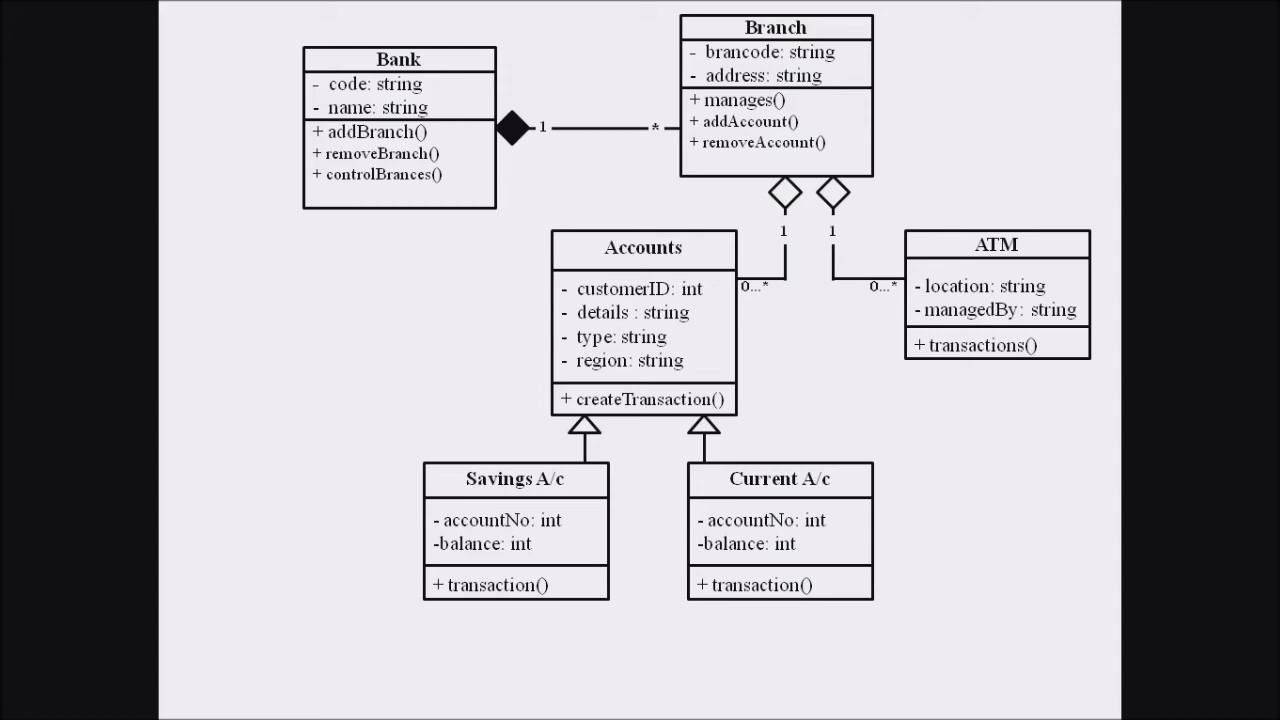 Bank
- code: string
- name: string
+ addBranch()
+ removeBranch()
+ controlBrances()
1
*
Branch
- brancode: string
- address: string
+ manages()
+ addAccount()
+ removeAccount()
1
1
0...*
0...*
Accounts
- customerID: int
- details : string
- type: string
- region: string
+ createTransaction()
ATM
- location: string
- managedBy: string
+ transactions()
Savings A/c
- accountNo: int
-balance: int
+ transaction()
Current A/c
- accountNo: int
-balance: int
+ transaction()